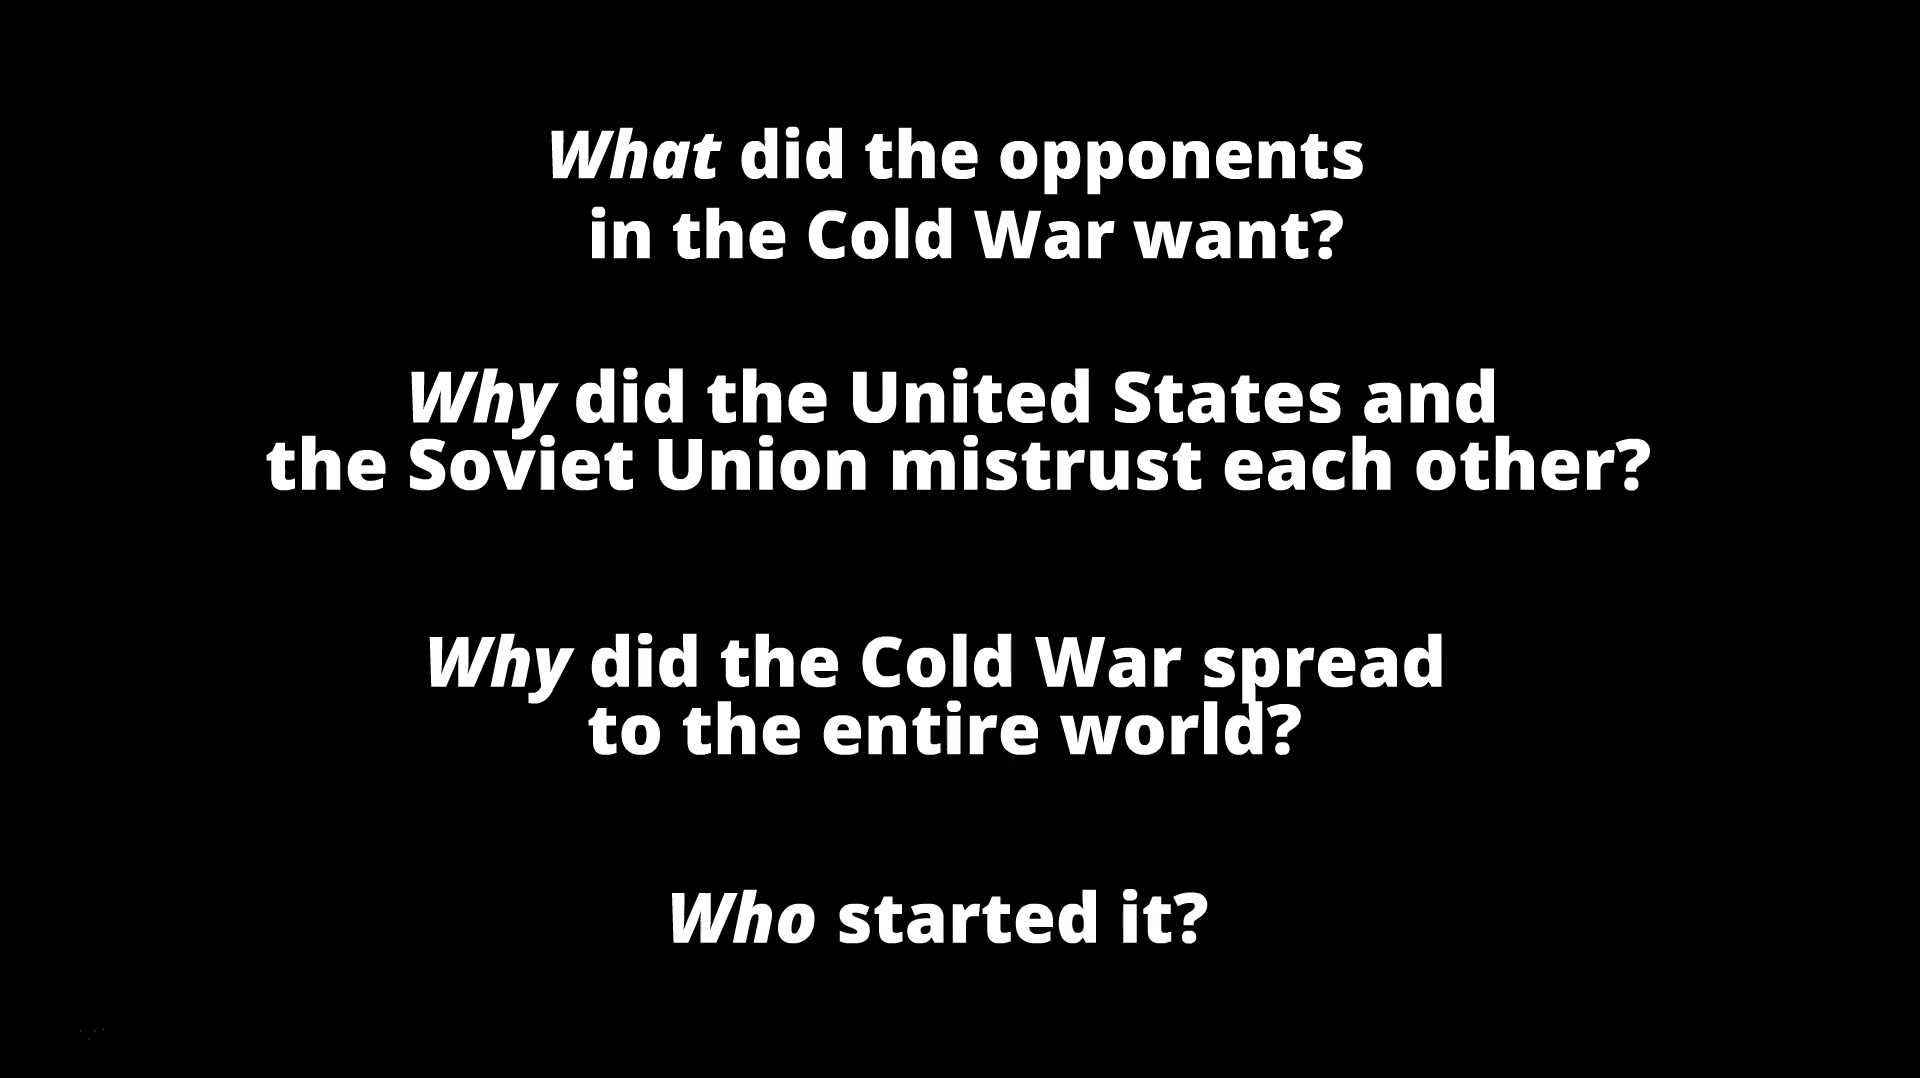 What did the opponents
in the Cold War want?
Why did the United States and
the Soviet Union mistrust each other?
Why did the Cold War spread
to the entire world?
Who started it?